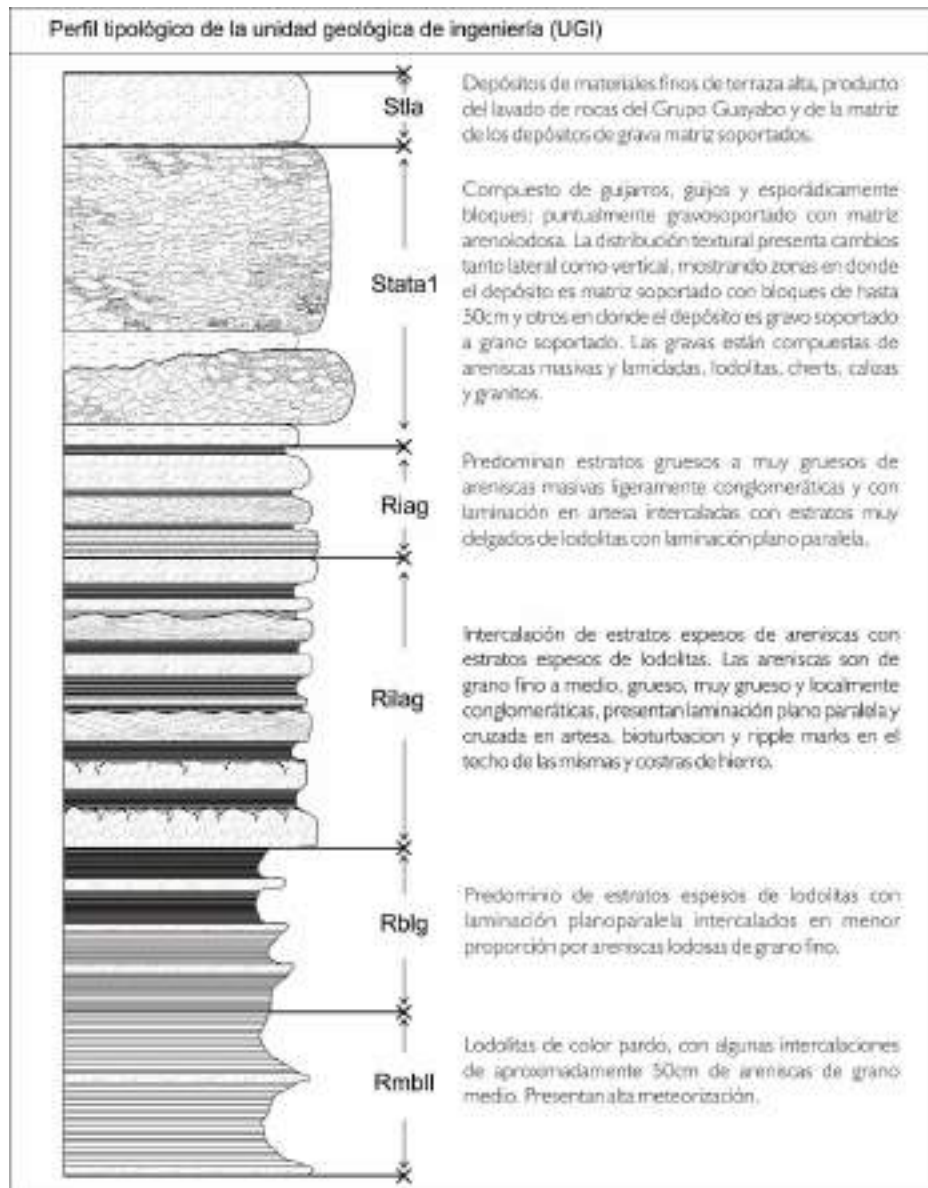 Perfil tipológico de la unidad geológica de ingeniería (UGI)
Stla
Depósitos de materiales finos de terraza alta, producto
del lavado de rocas del Grupo Guayabo y de la matriz
de los depósitos de grava matriz soportados.
Stata1
Compuesto de guijarros, guijos y esporádicamente
bloques; puntualmente gravosoportado con matriz
arenolodosa. La distribución textural presenta cambios
tanto lateral como vertical, mostrando zonas en donde
el depósito es matriz soportado con bloques de hasta
50cm y otros en donde el depósito es gravo soportado
a grano soportado. Las gravas están compuestas de
areniscas masivas y lamidadas, lodolitas, cherts, calizas
y granitos.
Riag
Predominan estratos gruesos a muy gruesos de
areniscas masivas ligeramente conglomeráticas y con
laminación en artesa intercaladas con estratos muy
delgados de lodolitas con laminación plano paralela.
Rilag
Intercalación de estratos espesos de areniscas con
estratos espesos de lodolitas. Las areniscas son de
grano fino a medio, grueso, muy grueso y localmente
conglomeráticas, presentan laminación plano paralela y
cruzada en artesa, bioturbacion y ripple marks en el
techo de las mismas y costras de hierro.
Rblg
Predominio de estratos espesos de lodolitas con
laminación planoparalela intercalados en menor
proporción por areniscas lodosas de grano fino.
Rmbll
Lodolitas de color pardo, con algunas intercalaciones
de aproximadamente 50cm de areniscas de grano
medio. Presentan alta meteorización.